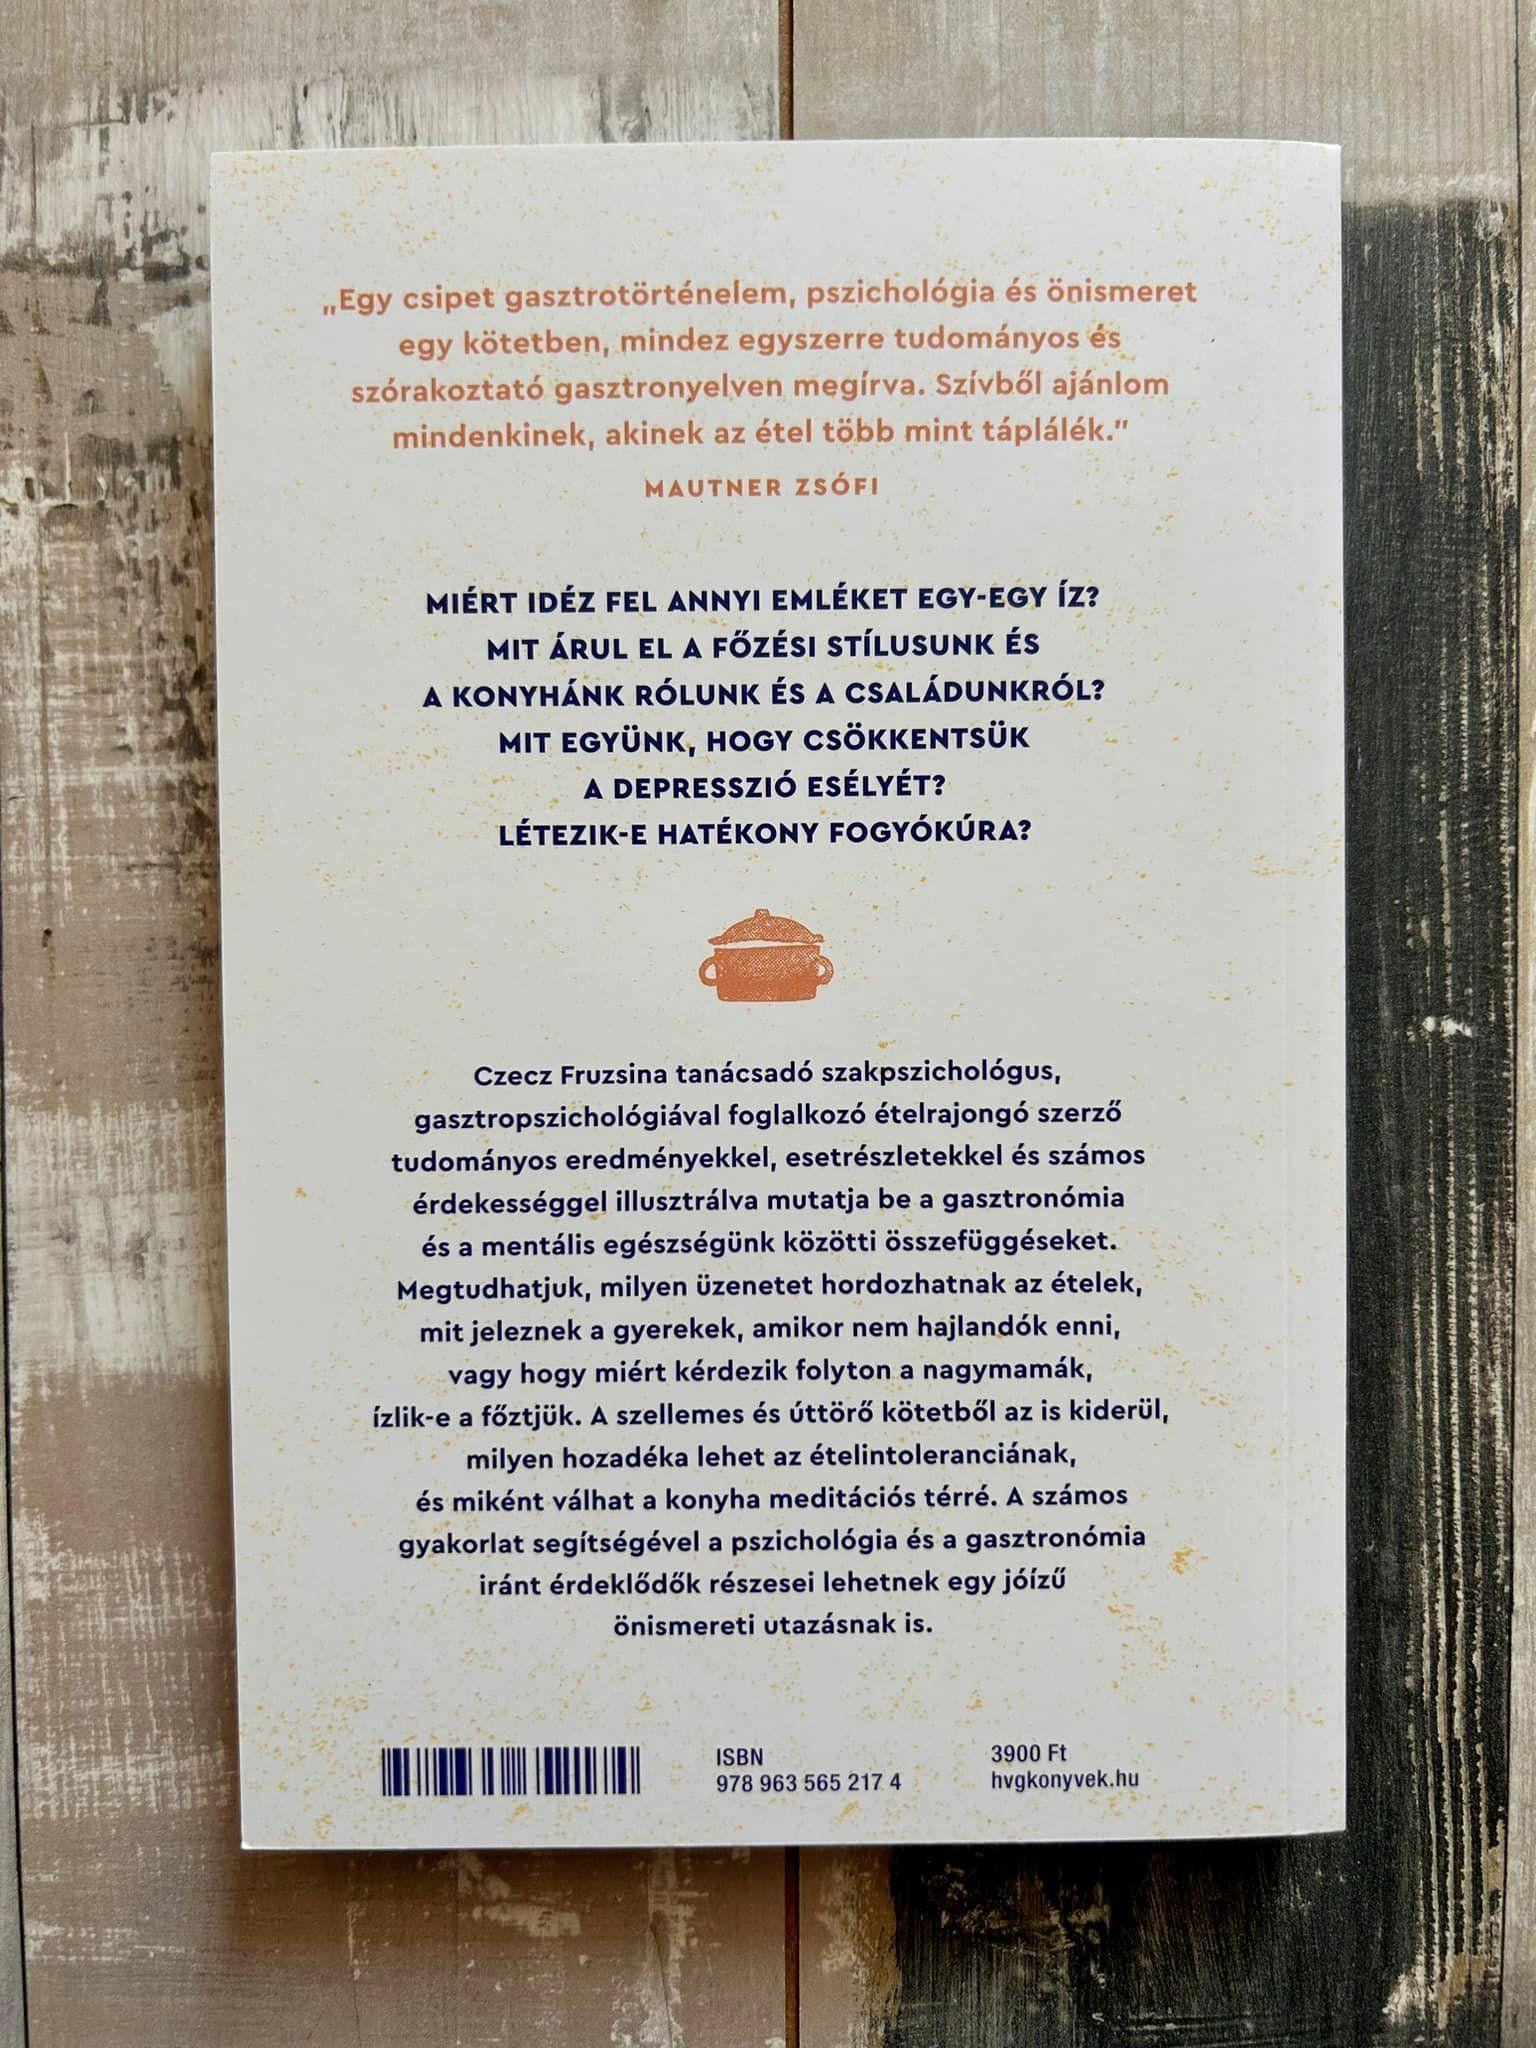 „Egy csipet gasztrotörténelem, pszichológia és önismeret
egy kötetben, mindez egyszerre tudományos és
szórakoztató gasztronyelven megírva. Szívből ajánlom
mindenkinek, akinek az étel több mint táplálék.”
MAUTNER ZSÓFI
MIÉRT IDÉZ FEL ANNYI EMLÉKET EGY-EGY ÍZ?
MIT ÁRUL EL A FŐZÉSI STÍLUSUNK ÉS
A KONYHÁNK RÓLUNK ÉS A CSALÁDUNKRÓL?
MIT EGYÜNK, HOGY CSÖKKENTSÜK
A DEPRESSZIÓ ESÉLYÉT?
LÉTEZIK-E HATÉKONY FOGYÓKÚRA?
Czecz Fruzsina tanácsadó szakpszichológus,
gasztropszichológiával foglalkozó ételrajongó szerző
tudományos eredményekkel, esetrészletekkel és számos
érdekességgel illusztrálva mutatja be a gasztronómia
és a mentális egészségünk közötti összefüggéseket.
Megtudhatjuk, milyen üzenetet hordozhatnak az ételek,
mit jeleznek a gyerekek, amikor nem hajlandók enni,
vagy hogy miért kérdezik folyton a nagymamák,
ízlik-e a főztjük. A szellemes és úttörő kötetből az is kiderül,
milyen hozadéka lehet az ételintoleranciának,
és miként válhat a konyha meditációs térré. A számos
gyakorlat segítségével a pszichológia és a gasztronómia
iránt érdeklődők részesei lehetnek egy jóízű
önismereti utazásnak is.
ISBN
978 963 565 217 4
3900 Ft
hvgkonyvek.hu